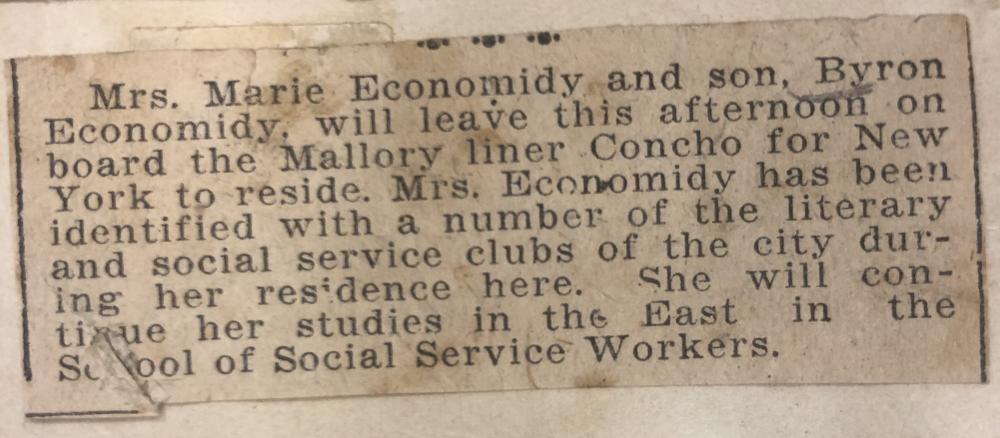 Mrs. Marie Economidy and son, Byron
Economidy, will leave this afternoon on
board the Mallory liner Concho for New
York to reside. Mrs. Economidy has been
identified with a number of the literary
and social service clubs of the city dur-
ing her residence here. She will con-
tinue her studies in the East in the
School of Social Service Workers.